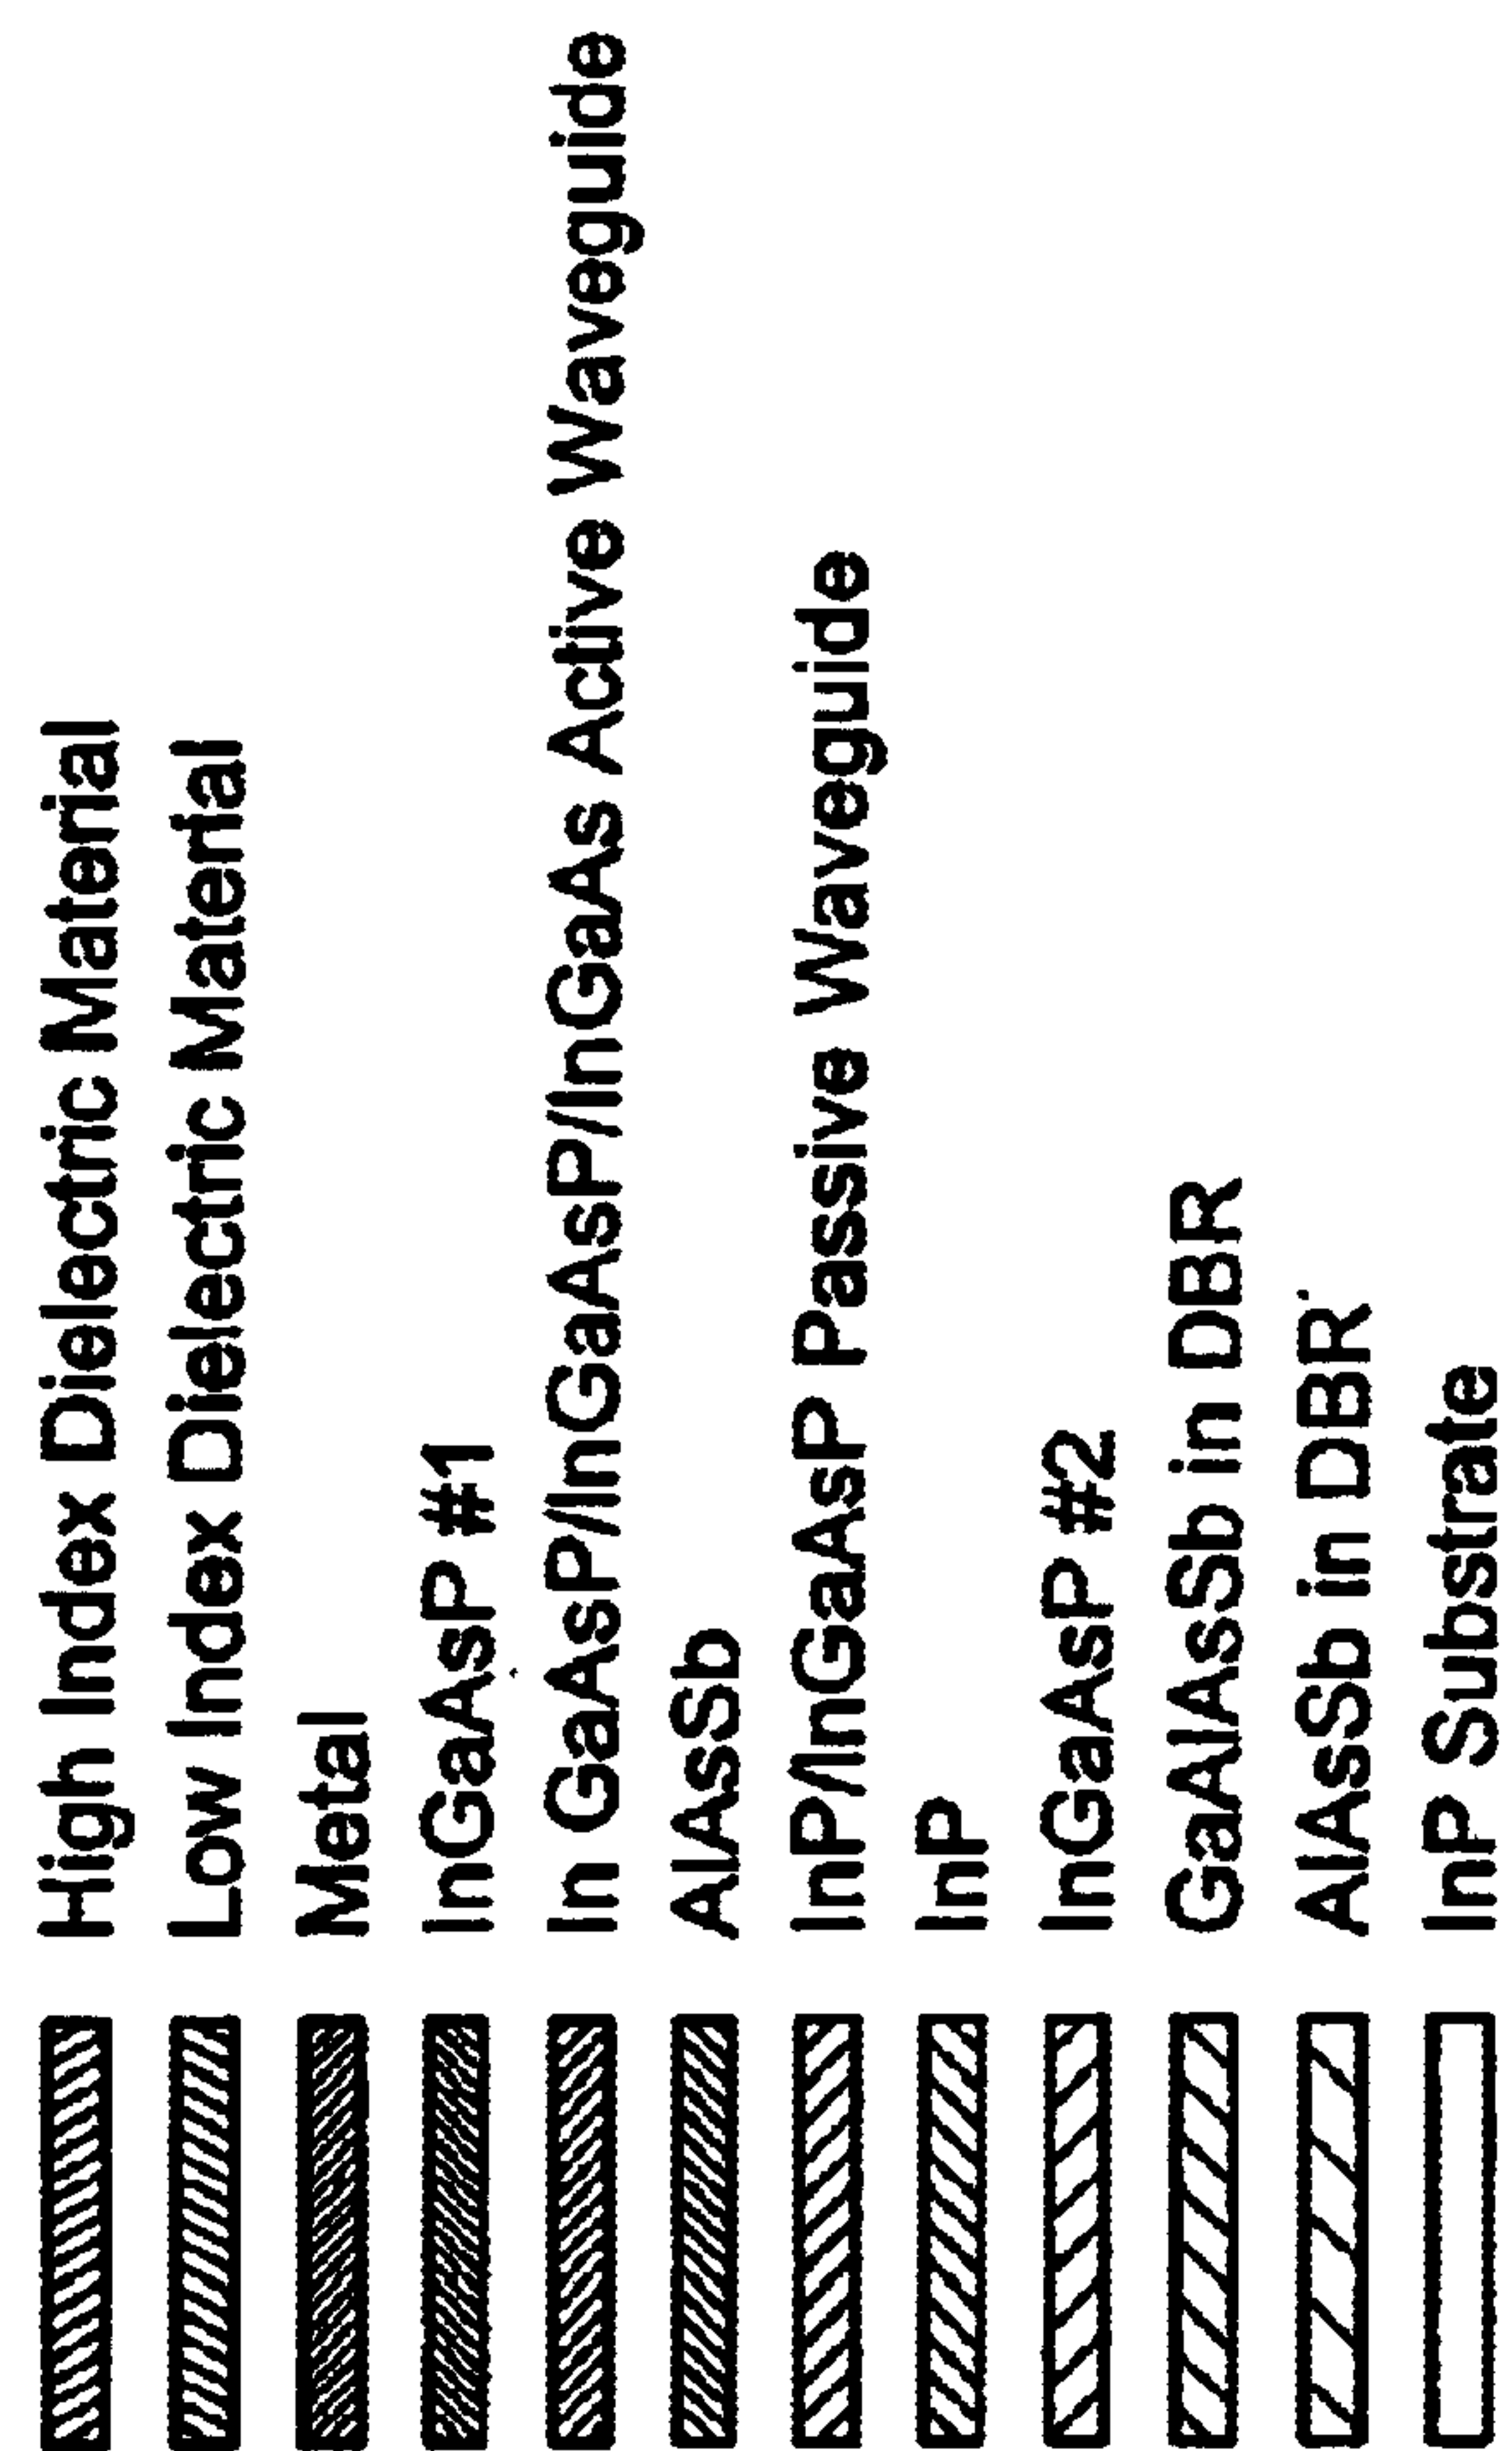 High Index Dielectric Material
Low Index Dielectric Material
Metal
InGaAsP #1
In GaAsP/InGaAsP/InGaAs Active Waveguide
AlAsSb
InP/InGaAsP Passive Waveguide
InP
InGaAsP #2
GaAlAsSb in DBR
AlAsSb in DBR
InP Substrate